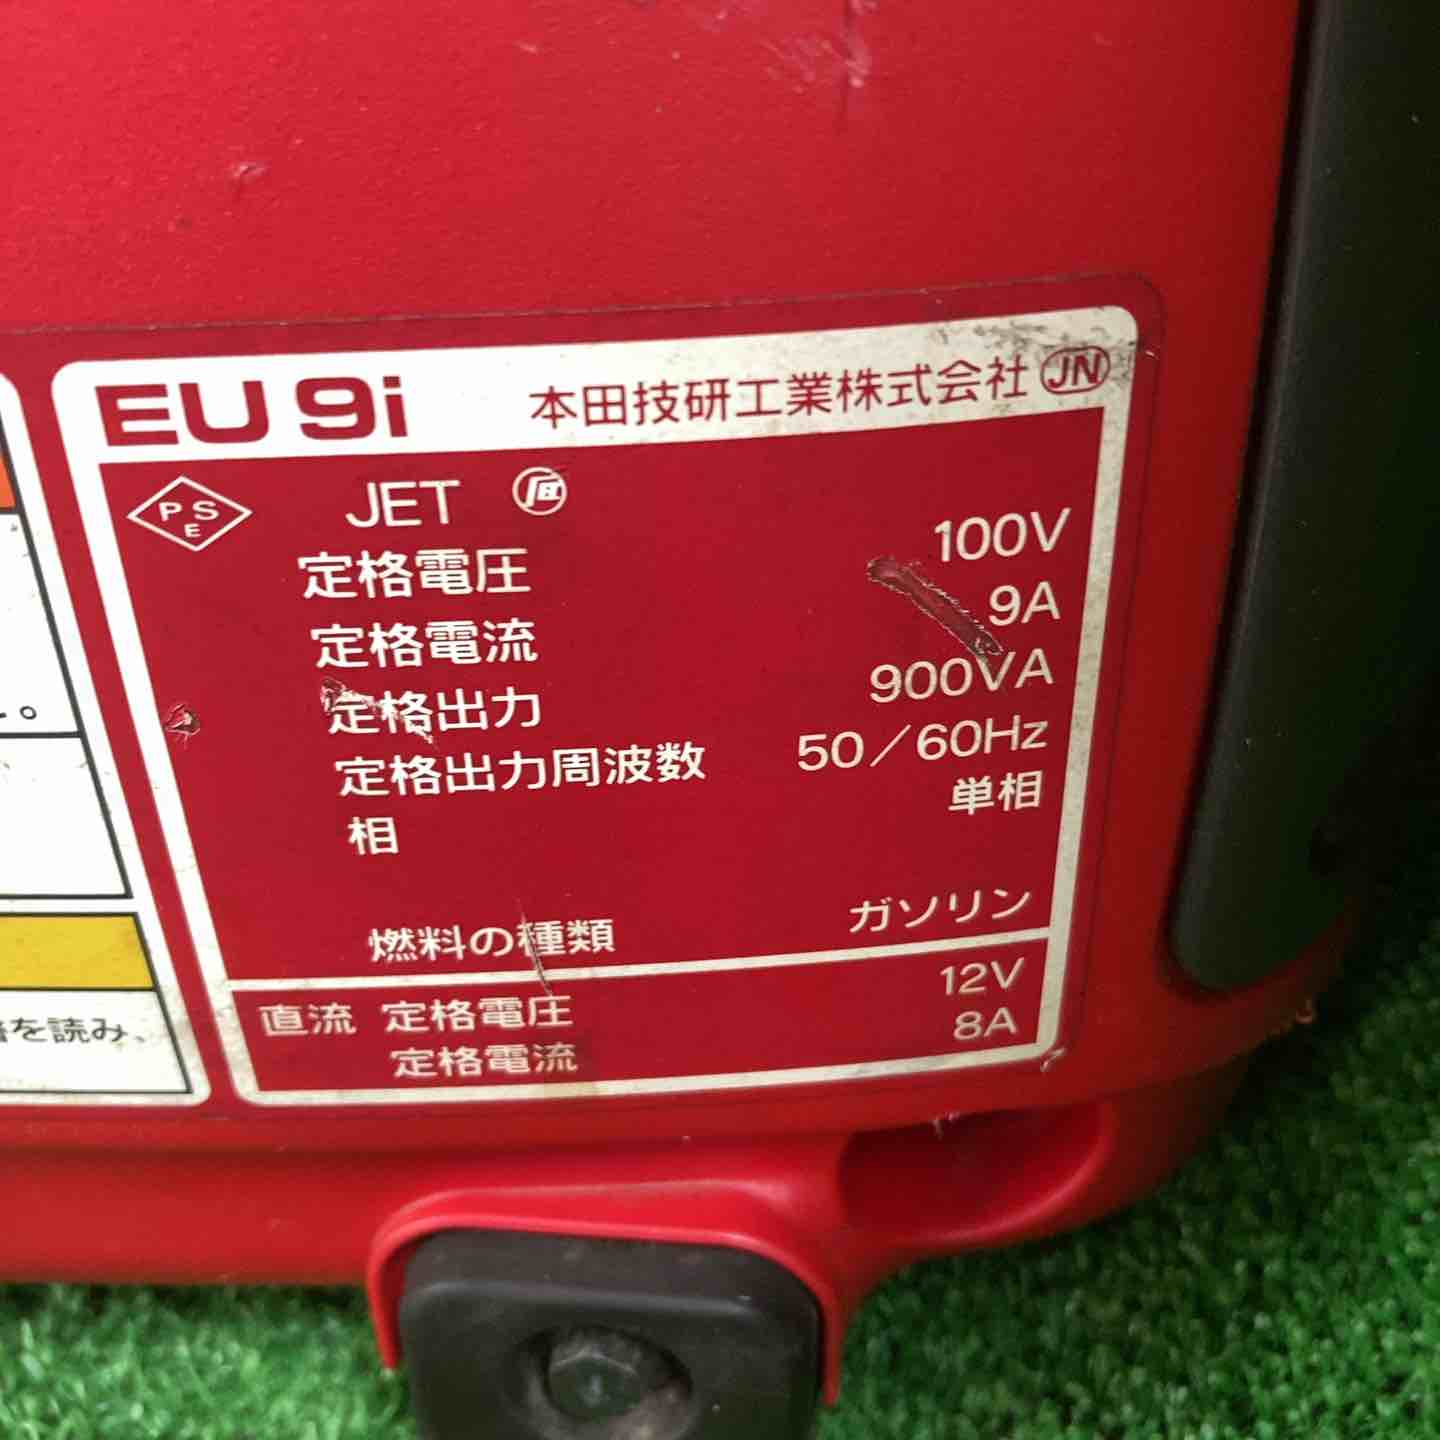 EU 9i 本田技研工業株式会社 JN
PSE JET
定格電圧 100V
定格電流 9A
定格出力 900VA
定格出力周波数 50／60Hz
相 単相
燃料の種類 ガソリン
直流 定格電圧 12V
定格電流 8A
。
を読み、